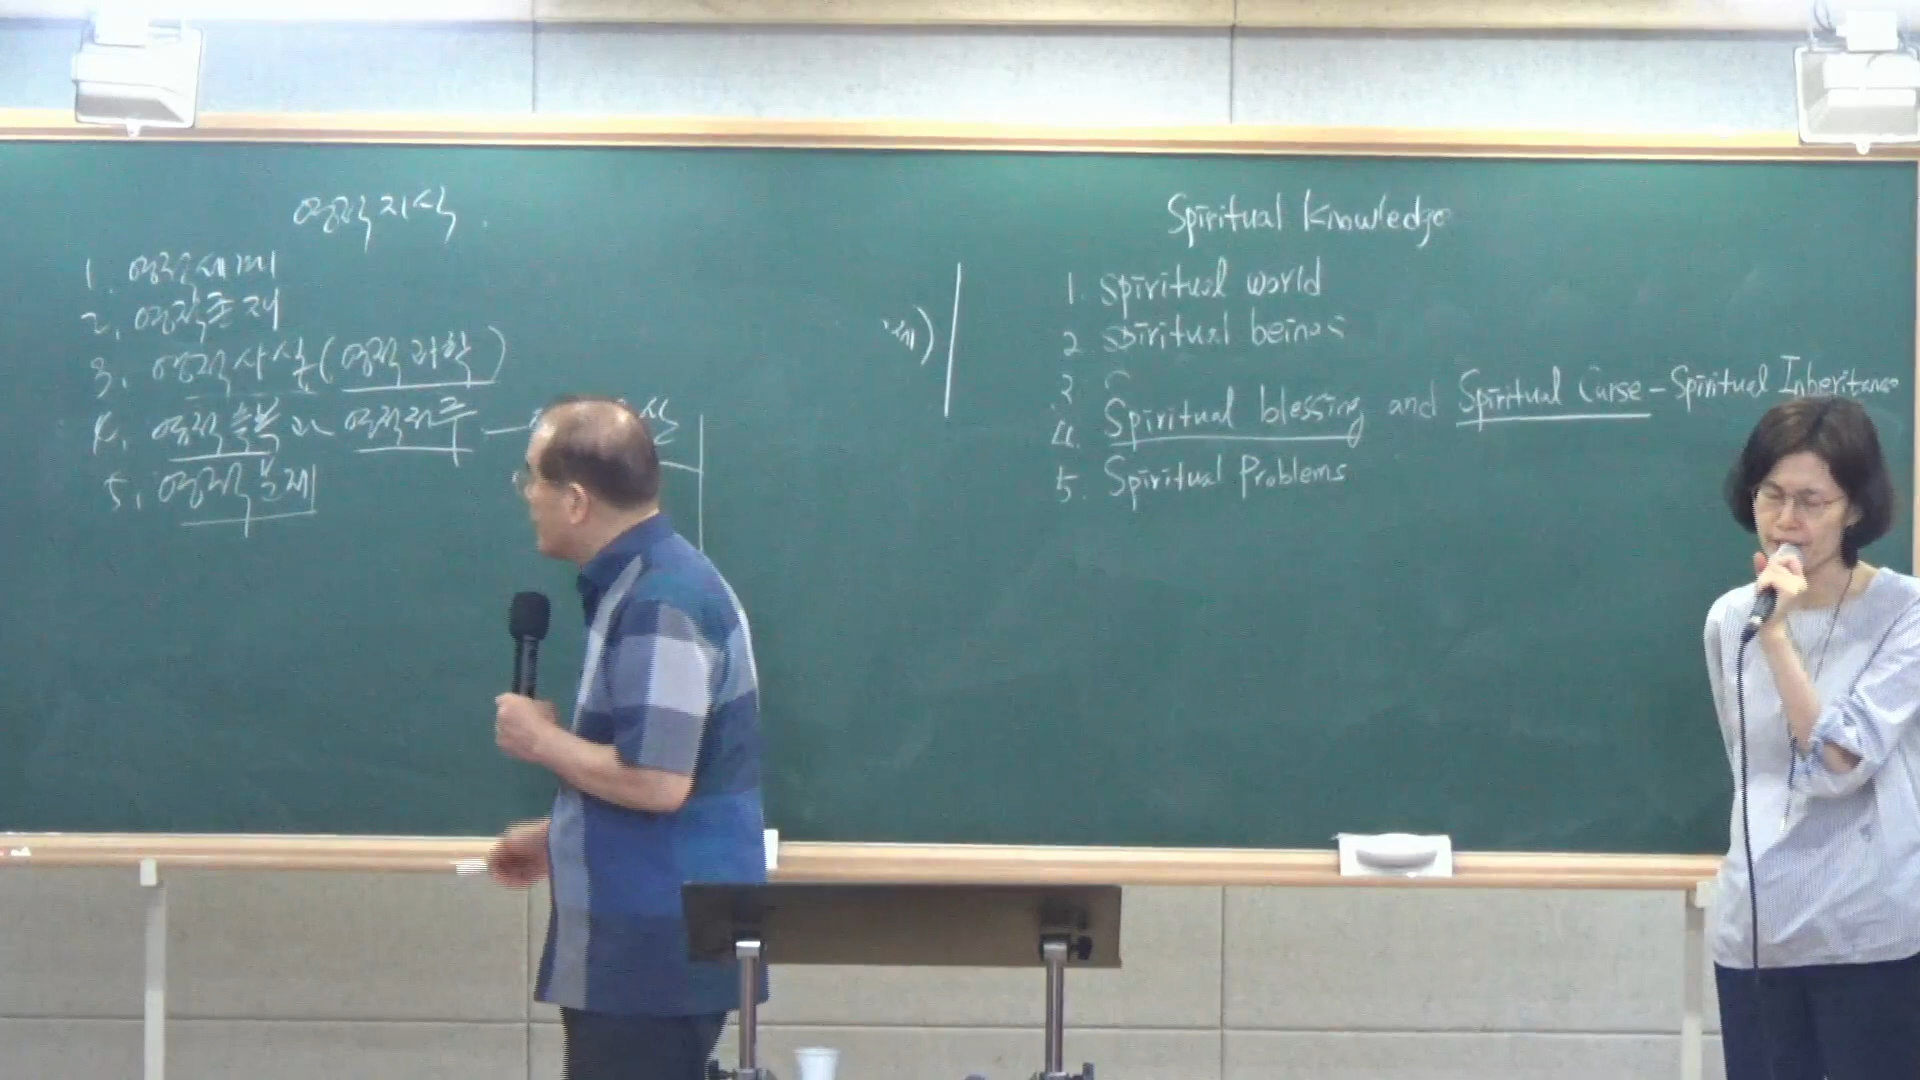 영적지식.
1. 영적세계
2. 영적존재
3. 영적사실(영적과학)
4. 영적축복과 영적저주 —
5. 영적문제
Spiritual Knowledge
1. Spiritual world
2. Spiritual beings
3.
4. Spiritual blessing and Spiritual Curse - Spiritual Inheritance
5. Spiritual Problems